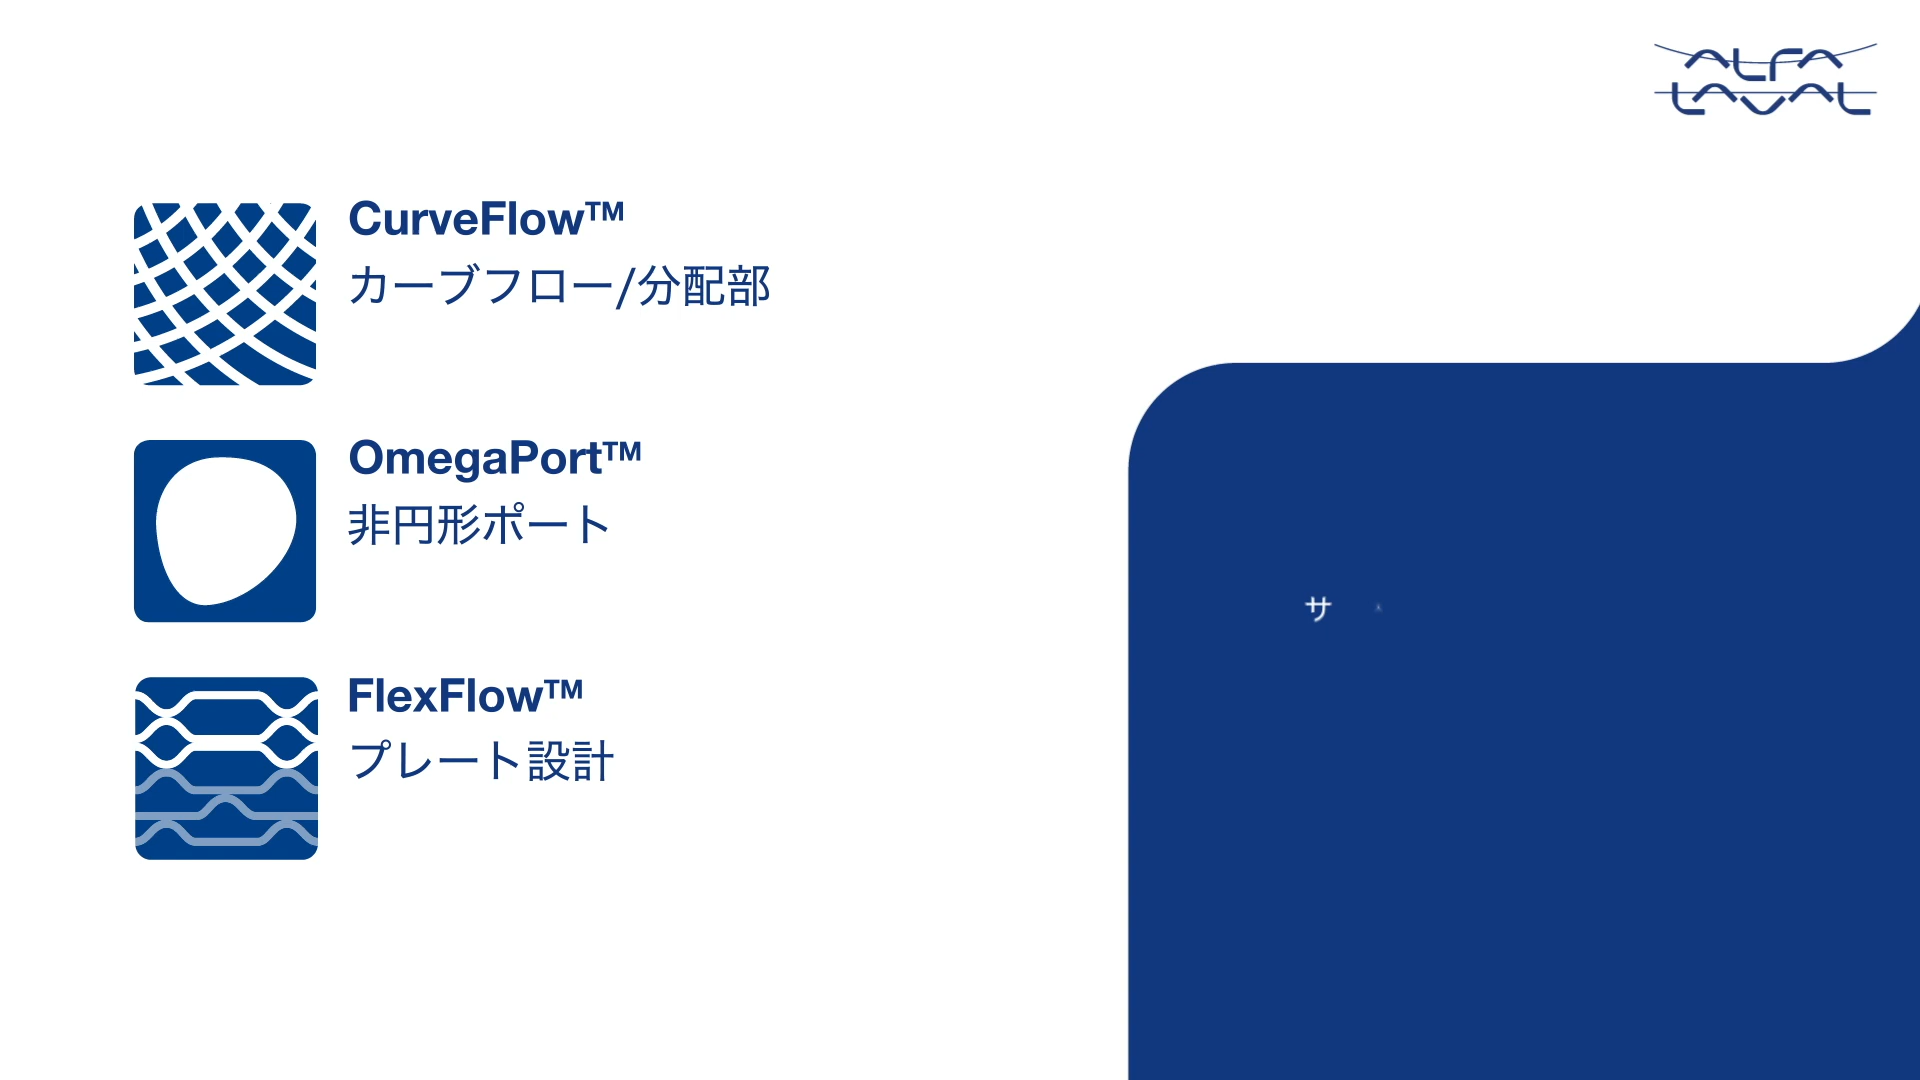 ALFA
LAVAL
CurveFlow™
カーブフロー/分配部
OmegaPort™
非円形ポート
FlexFlow™
プレート設計
サ